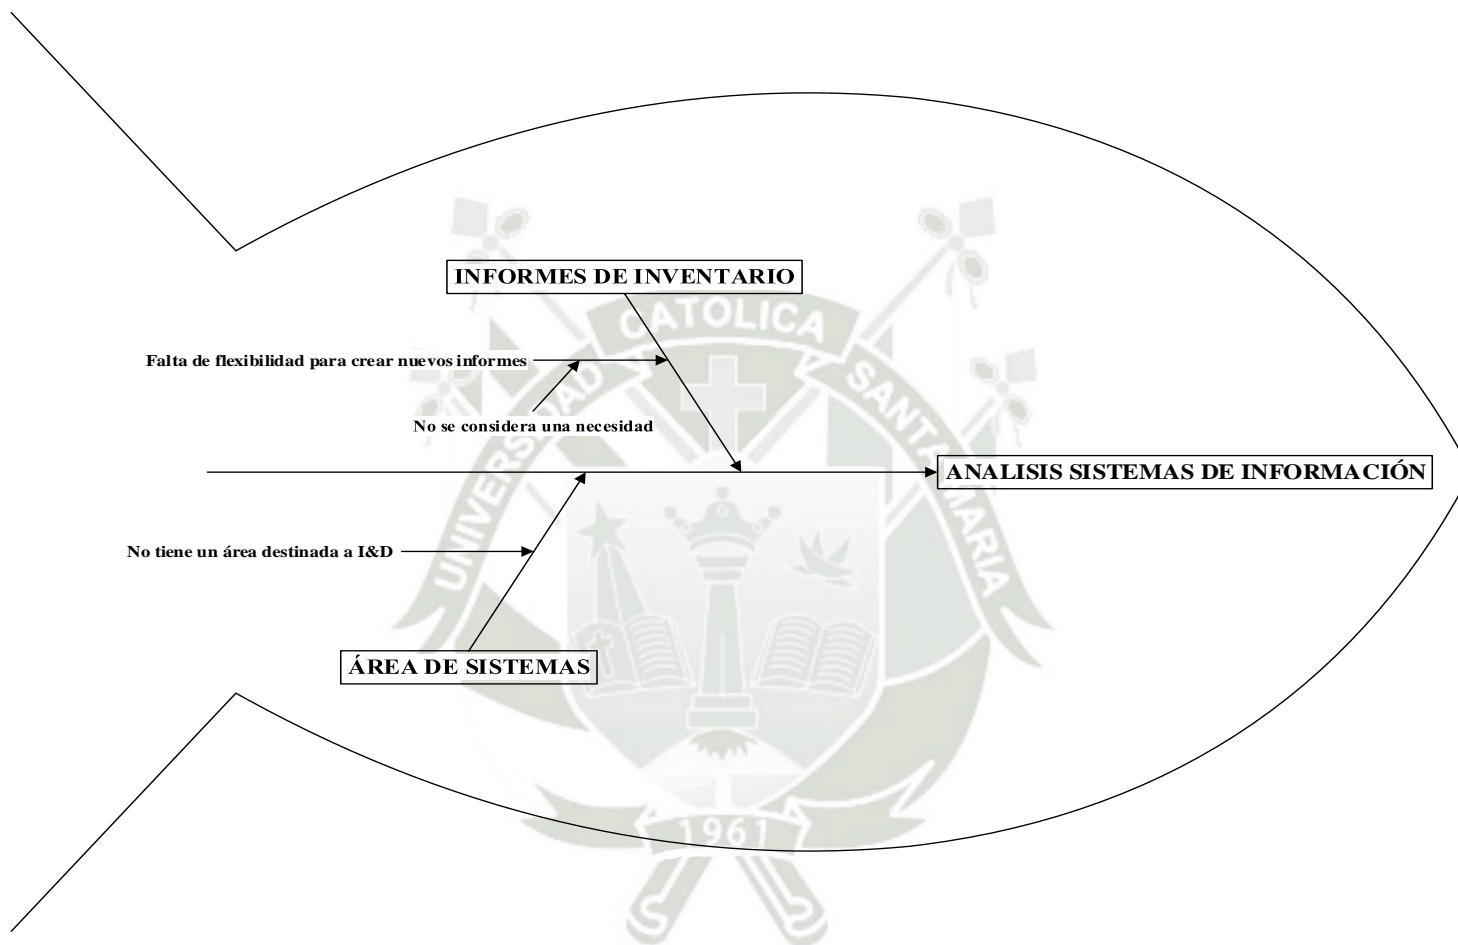 INFORMES DE INVENTARIO
Falta de flexibilidad para crear nuevos informes
No se considera una necesidad
ANALISIS SISTEMAS DE INFORMACIÓN
No tiene un área destinada a I&D
ÁREA DE SISTEMAS
UNIVERSIDAD CATOLICA SANTA MARIA
1961